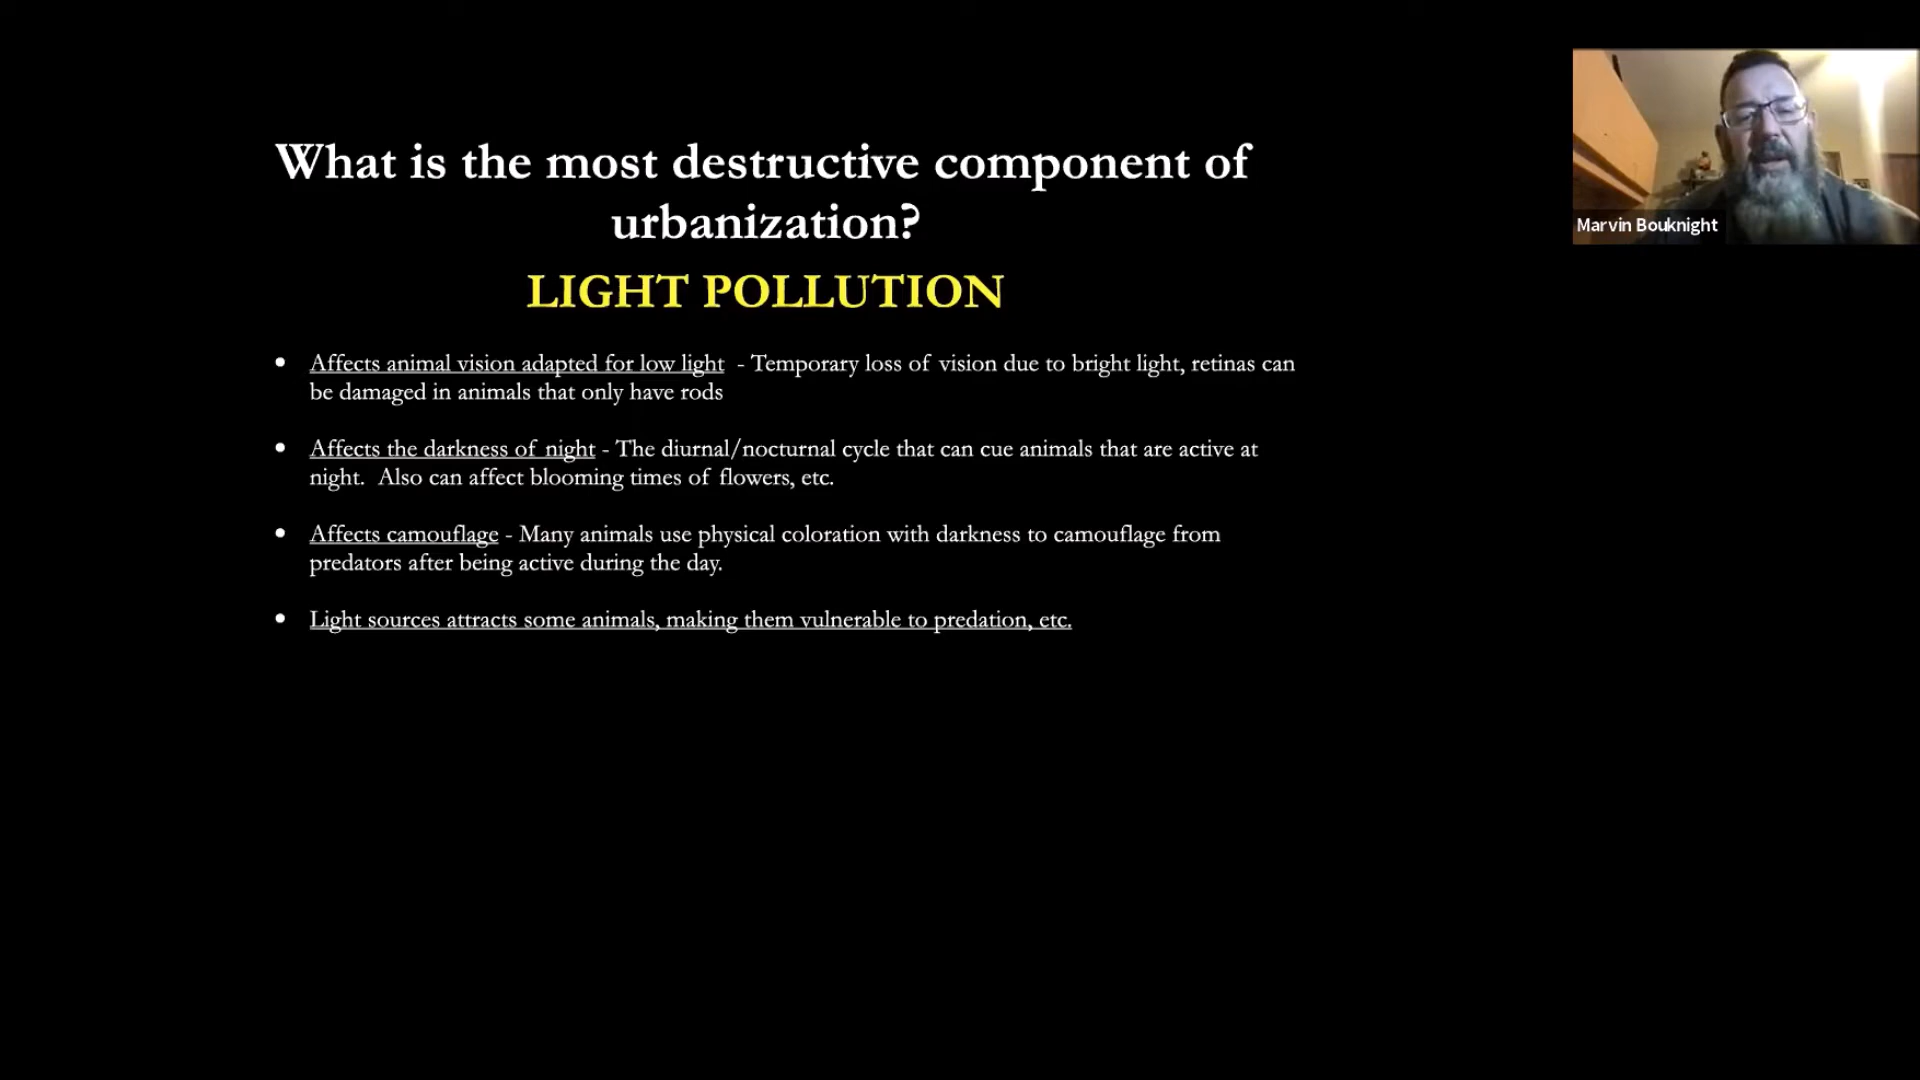 What is the most destructive component of
urbanization?
LIGHT POLLUTION
• Affects animal vision adapted for low light - Temporary loss of vision due to bright light, retinas can
be damaged in animals that only have rods
• Affects the darkness of night - The diurnal/nocturnal cycle that can cue animals that are active at
night. Also can affect blooming times of flowers, etc.
• Affects camouflage - Many animals use physical coloration with darkness to camouflage from
predators after being active during the day.
• Light sources attracts some animals, making them vulnerable to predation, etc.
Marvin Bouknight